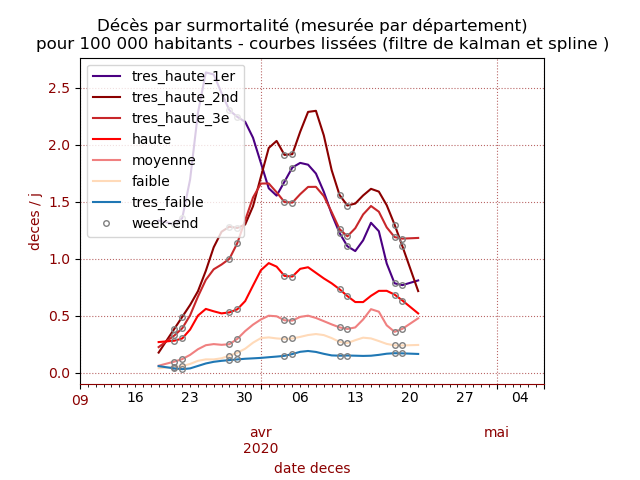 Décès par surmortalité (mesurée par département)
pour 100 000 habitants - courbes lissées (filtre de kalman et spline )
tres_haute_1er
tres_haute_2nd
tres_haute_3e
haute
moyenne
faible
tres_faible
week-end
2.5
2.0
1.5
1.0
0.5
0.0
deces / j
09 16 23 30 06 13 20 27 04
avr mai
2020
date deces